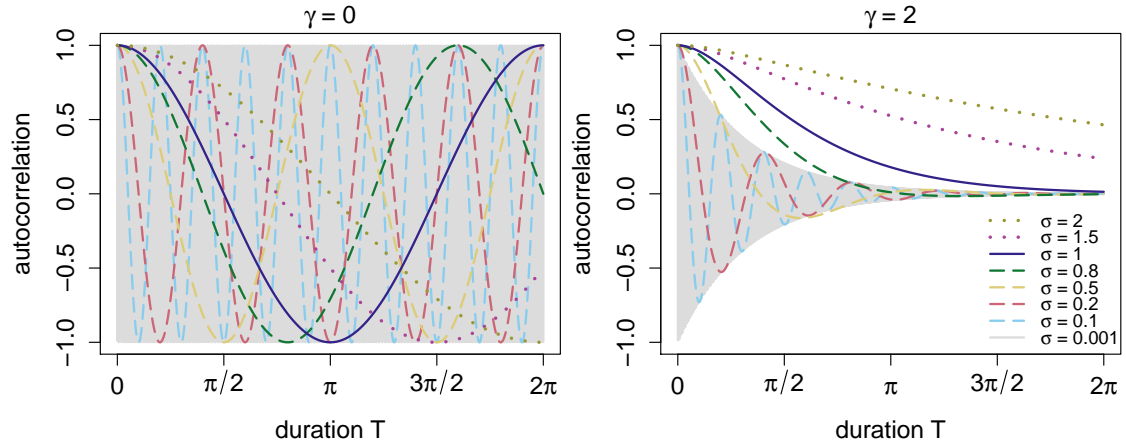 γ = 0
autocorrelation
1.0
0.5
0.0
−0.5
−1.0
0
π/2
π
3π/2
2π
duration T
γ = 2
autocorrelation
1.0
0.5
0.0
−0.5
−1.0
σ = 2
σ = 1.5
σ = 1
σ = 0.8
σ = 0.5
σ = 0.2
σ = 0.1
σ = 0.001
0
π/2
π
3π/2
2π
duration T